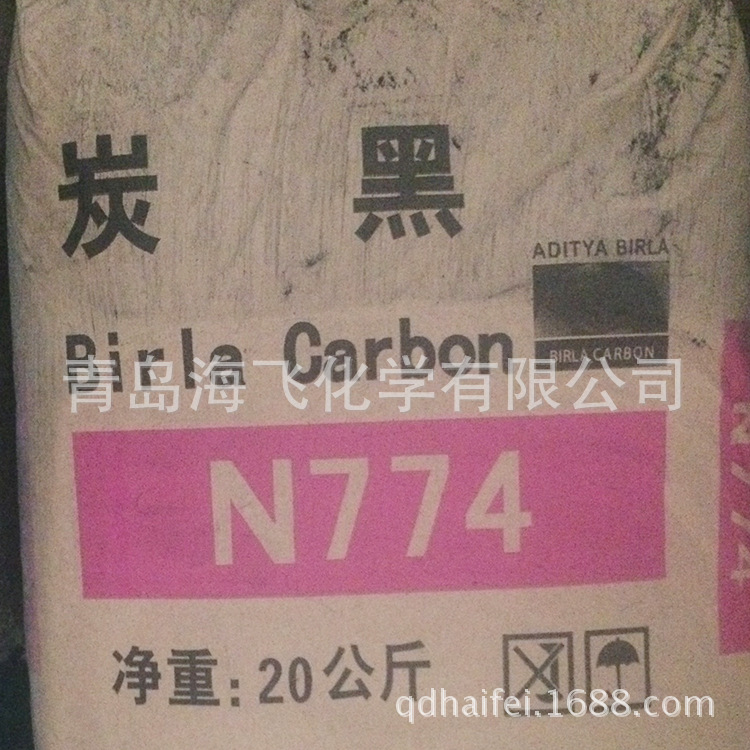 炭 黑
ADITYA BIRLA
BIRLA CARBON
Birla Carbon
青岛海飞化学有限公司
N774
N774
净重:20公斤
qdhaifei.1688.com